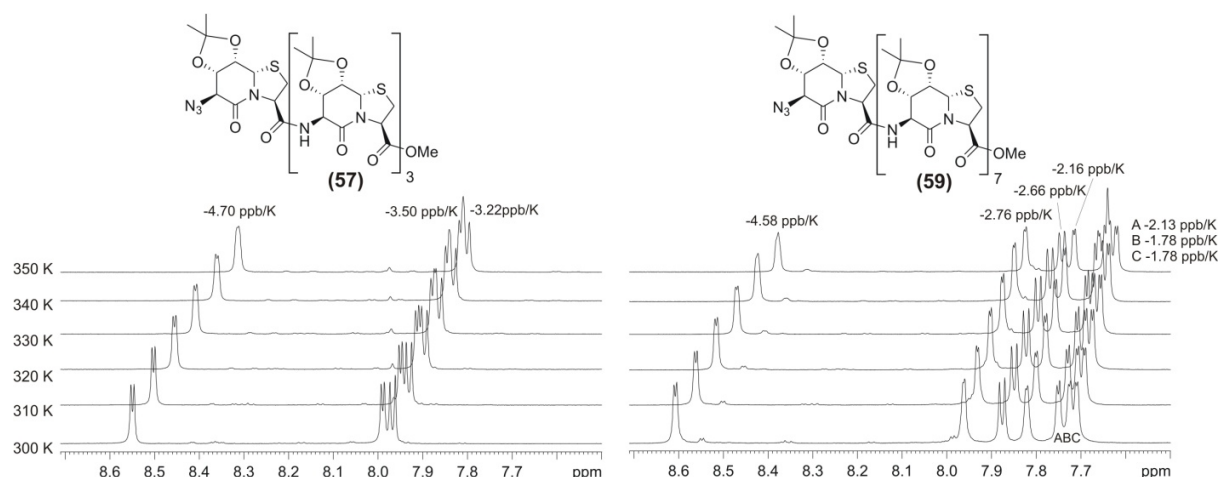 O O S O O S
N₃ N O O N H N O O OMe 3
(57)
-4.70 ppb/K
-3.50 ppb/K
-3.22ppb/K
350 K
340 K
330 K
320 K
310 K
300 K
8.6 8.5 8.4 8.3 8.2 8.1 8.0 7.9 7.8 7.7 ppm
O O S O O S
N₃ N O O N H N O O OMe 7
(59)
-2.16 ppb/K
-2.66 ppb/K
-2.76 ppb/K
-4.58 ppb/K
A -2.13 ppb/K
B -1.78 ppb/K
C -1.78 ppb/K
ABC
8.6 8.5 8.4 8.3 8.2 8.1 8.0 7.9 7.8 7.7 ppm